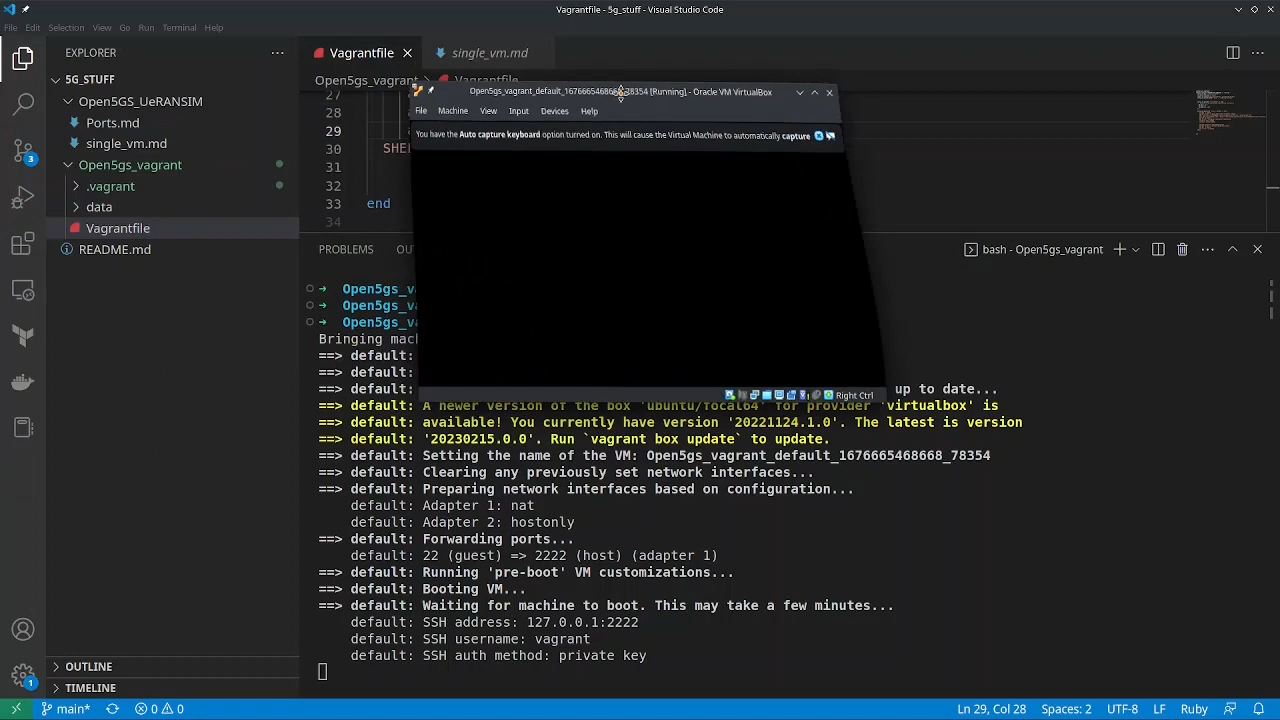 Vagrantfile - 5g_stuff - Visual Studio Code
File Edit Selection View Go Run Terminal Help
EXPLORER
Vagrantfile
single_vm.md
5G_STUFF
Open5GS_UeRANSIM
Ports.md
single_vm.md
Open5gs_vagrant
.vagrant
data
Vagrantfile
README.md
OUTLINE
TIMELINE
3
1
Open5gs_vagrant Vagrantfile
27
28
29
30 SHEL
31
32
33 end
34
[Running] - Oracle VM VirtualBox
File Machine View Input Devices Help
You have the Auto capture keyboard option turned on. This will cause the Virtual Machine to automatically capture
Right Ctrl
PROBLEMS OU
bash - Open5gs_vagrant
➜ Open5gs_va
➜ Open5gs_va
➜ Open5gs_va
Bringing mach
==> default:
==> default:
==> default: up to date...
==> default: A newer version of the box 'ubuntu/focal64' for provider 'virtualbox' is
==> default: available! You currently have version '20221124.1.0'. The latest is version
==> default: '20230215.0.0'. Run `vagrant box update` to update.
==> default: Setting the name of the VM: Open5gs_vagrant_default_1676665468668_78354
==> default: Clearing any previously set network interfaces...
==> default: Preparing network interfaces based on configuration...
default: Adapter 1: nat
default: Adapter 2: hostonly
==> default: Forwarding ports...
default: 22 (guest) => 2222 (host) (adapter 1)
==> default: Running 'pre-boot' VM customizations...
==> default: Booting VM...
==> default: Waiting for machine to boot. This may take a few minutes...
default: SSH address: 127.0.0.1:2222
default: SSH username: vagrant
default: SSH auth method: private key
main* 0 0
Ln 29, Col 28 Spaces: 2 UTF-8 LF Ruby